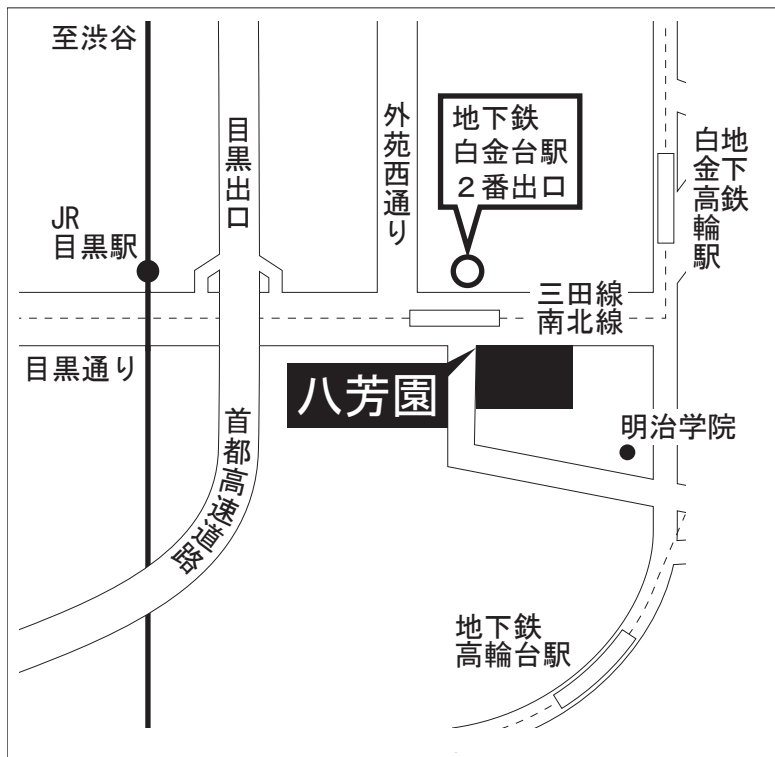 至渋谷
目黒出口
外苑西通り
地下鉄
白金台駅
２番出口
地下鉄
白金高輪駅
JR
目黒駅
三田線
南北線
目黒通り
八芳園
首都高速道路
明治学院
地下鉄
高輪台駅